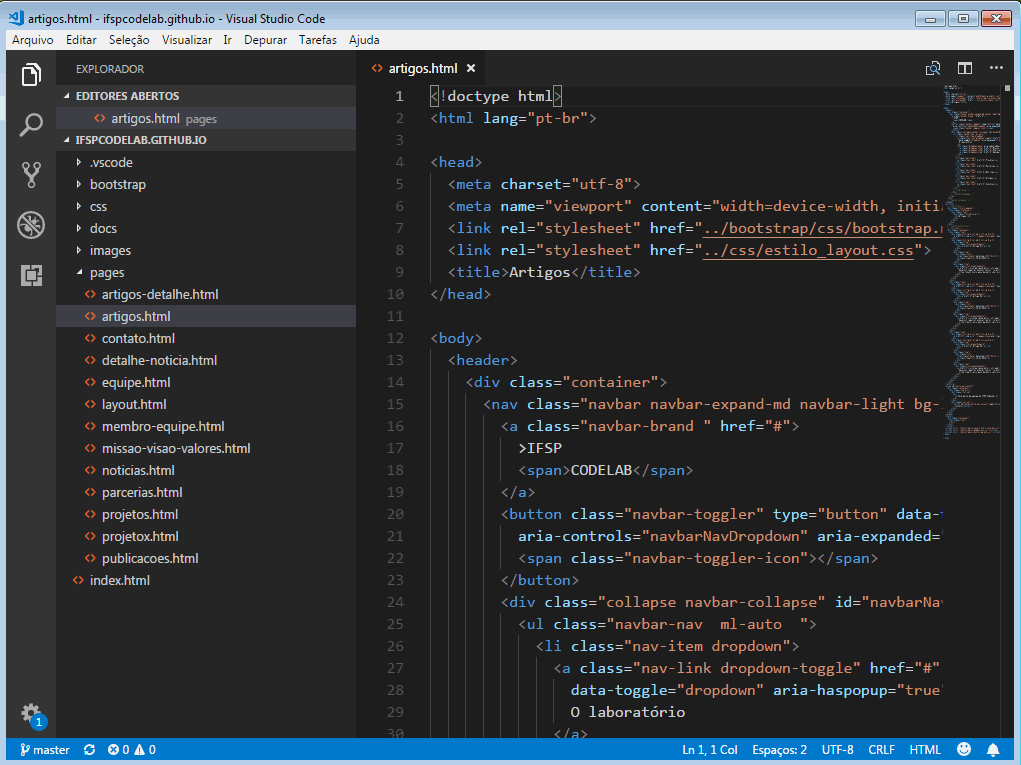 artigos.html - ifspcodelab.github.io - Visual Studio Code
Arquivo Editar Seleção Visualizar Ir Depurar Tarefas Ajuda
EXPLORADOR
EDITORES ABERTOS
artigos.html pages
IFSPCODELAB.GITHUB.IO
.vscode
bootstrap
css
docs
images
pages
artigos-detalhe.html
artigos.html
contato.html
detalhe-noticia.html
equipe.html
layout.html
membro-equipe.html
missao-visao-valores.html
noticias.html
parcerias.html
projetos.html
projetox.html
publicacoes.html
index.html
1
artigos.html
1 <!doctype html>
2 <html lang="pt-br">
3
4 <head>
5 <meta charset="utf-8">
6 <meta name="viewport" content="width=device-width, initi
7 <link rel="stylesheet" href="../bootstrap/css/bootstrap.
8 <link rel="stylesheet" href="../css/estilo_layout.css">
9 <title>Artigos</title>
10 </head>
11
12 <body>
13 <header>
14 <div class="container">
15 <nav class="navbar navbar-expand-md navbar-light bg-
16 <a class="navbar-brand " href="#">
17 >IFSP
18 <span>CODELAB</span>
19 </a>
20 <button class="navbar-toggler" type="button" data-
21 aria-controls="navbarNavDropdown" aria-expanded=
22 <span class="navbar-toggler-icon"></span>
23 </button>
24 <div class="collapse navbar-collapse" id="navbarNa
25 <ul class="navbar-nav  ml-auto  ">
26 <li class="nav-item dropdown">
27 <a class="nav-link dropdown-toggle" href="#"
28 data-toggle="dropdown" aria-haspopup="true
29 O laboratório
30 </a>
master 0 0 Ln 1, 1 Col Espaços: 2 UTF-8 CRLF HTML